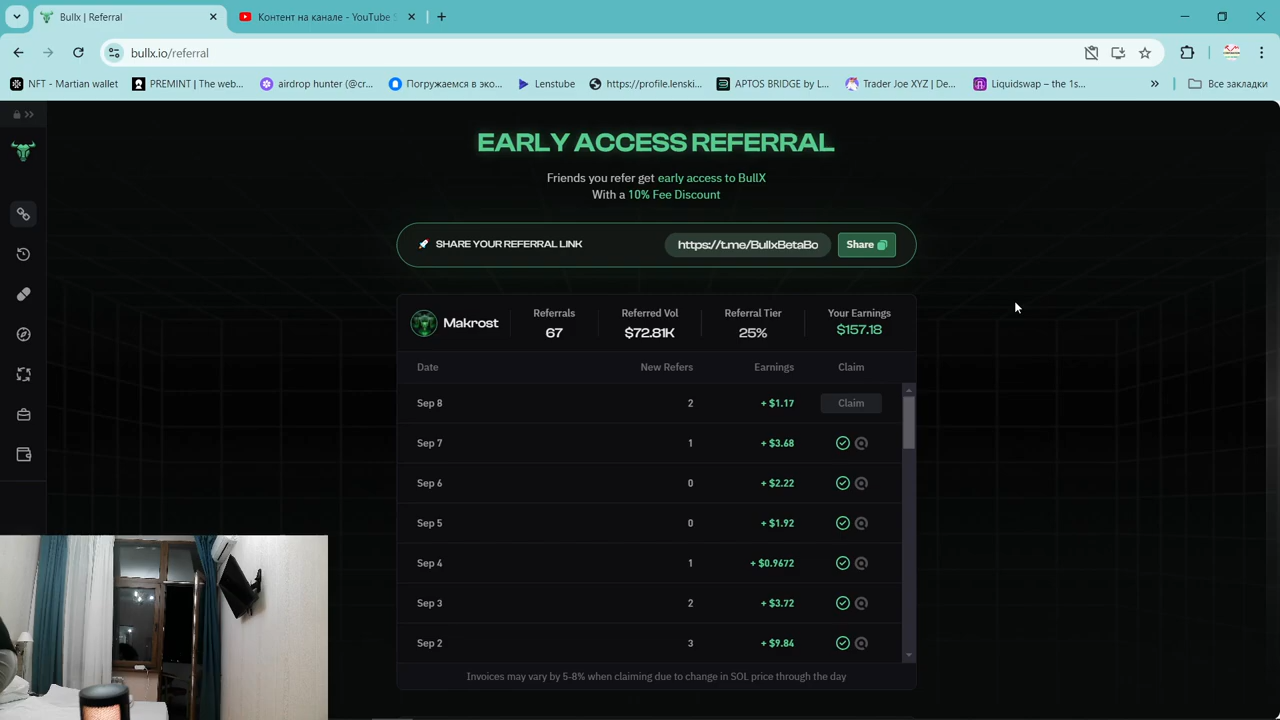 Bullx | Referral
Контент на канале - YouTube S
bullx.io/referral
NFT - Martian wallet
PREMINT | The web...
airdrop hunter (@cr...
Погружаемся в эко...
Lenstube
https://profile.lenski...
APTOS BRIDGE by L...
Trader Joe XYZ | De...
Liquidswap – the 1s...
Все закладки
EARLY ACCESS REFERRAL
Friends you refer get early access to BullX
With a 10% Fee Discount
SHARE YOUR REFERRAL LINK
https://t.me/BullxBetaBo
Share
Makrost
Referrals
67
Referred Vol
$72.81K
Referral Tier
25%
Your Earnings
$157.18
Date New Refers Earnings Claim
Sep 8 2 + $1.17 Claim
Sep 7 1 + $3.68
Sep 6 0 + $2.22
Sep 5 0 + $1.92
Sep 4 1 + $0.9672
Sep 3 2 + $3.72
Sep 2 3 + $9.84
Invoices may vary by 5-8% when claiming due to change in SOL price through the day